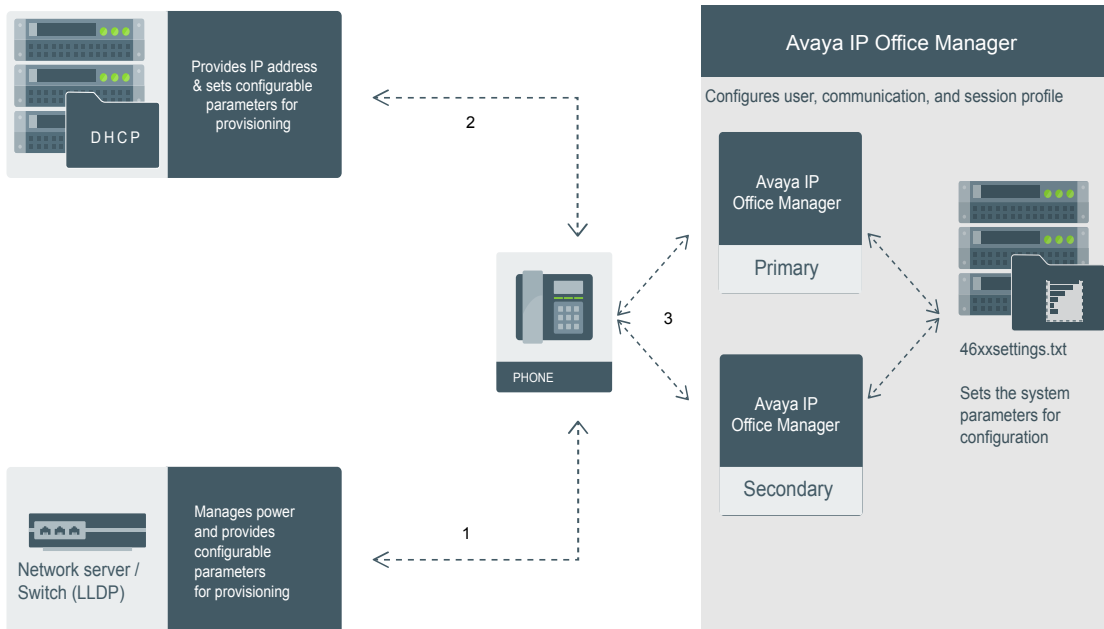 Provides IP address
& sets configurable
parameters for
provisioning
DHCP
2
Avaya IP Office Manager
Configures user, communication, and session profile
Avaya IP
Office Manager
Primary
3
PHONE
46xxsettings.txt
Sets the system
parameters for
configuration
Avaya IP
Office Manager
Secondary
1
Network server /
Switch (LLDP)
Manages power
and provides
configurable
parameters
for provisioning